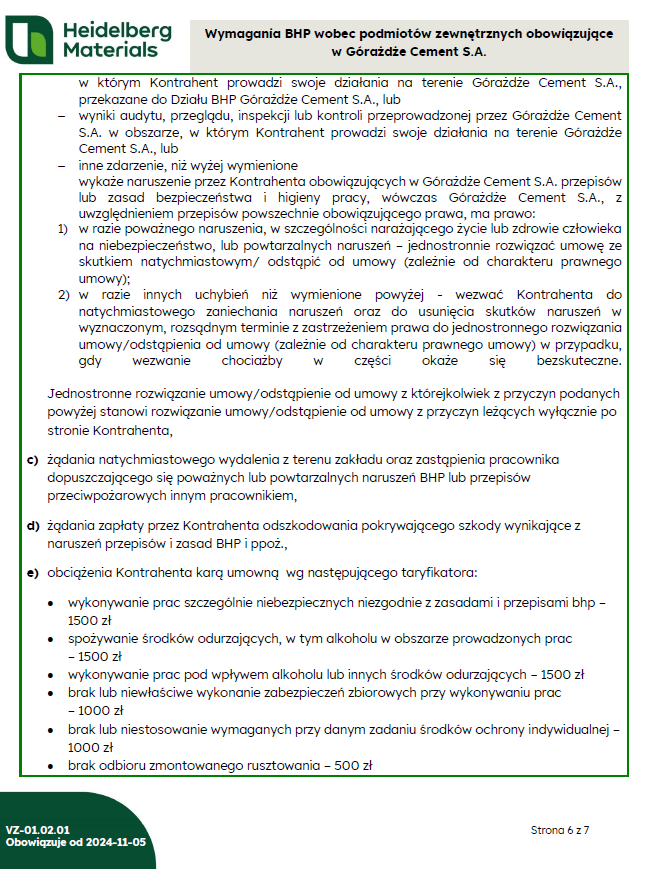 Heidelberg
Materials
Wymagania BHP wobec podmiotów zewnętrznych obowiązujące
w Górażdże Cement S.A.
w którym Kontrahent prowadzi swoje działania na terenie Górażdże Cement S.A.,
przekazane do Działu BHP Górażdże Cement S.A., lub
– wyniki audytu, przeglądu, inspekcji lub kontroli przeprowadzonej przez Górażdże Cement
S.A. w obszarze, w którym Kontrahent prowadzi swoje działania na terenie Górażdże
Cement S.A., lub
– inne zdarzenie, niż wyżej wymienione
wykaże naruszenie przez Kontrahenta obowiązujących w Górażdże Cement S.A. przepisów
lub zasad bezpieczeństwa i higieny pracy, wówczas Górażdże Cement S.A., z
uwzględnieniem przepisów powszechnie obowiązującego prawa, ma prawo:
1) w razie poważnego naruszenia, w szczególności narażającego życie lub zdrowie człowieka
na niebezpieczeństwo, lub powtarzalnych naruszeń – jednostronnie rozwiązać umowę ze
skutkiem natychmiastowym/ odstąpić od umowy (zależnie od charakteru prawnego
umowy);
2) w razie innych uchybień niż wymienione powyżej - wezwać Kontrahenta do
natychmiastowego zaniechania naruszeń oraz do usunięcia skutków naruszeń w
wyznaczonym, rozsądnym terminie z zastrzeżeniem prawa do jednostronnego rozwiązania
umowy/odstąpienia od umowy (zależnie od charakteru prawnego umowy) w przypadku,
gdy wezwanie chociażby w części okaże się bezskuteczne.
Jednostronne rozwiązanie umowy/odstąpienie od umowy z którejkolwiek z przyczyn podanych
powyżej stanowi rozwiązanie umowy/odstąpienie od umowy z przyczyn leżących wyłącznie po
stronie Kontrahenta,
c) żądania natychmiastowego wydalenia z terenu zakładu oraz zastąpienia pracownika
dopuszczającego się poważnych lub powtarzalnych naruszeń BHP lub przepisów
przeciwpożarowych innym pracownikiem,
d) żądania zapłaty przez Kontrahenta odszkodowania pokrywającego szkody wynikające z
naruszeń przepisów i zasad BHP i ppoż.,
e) obciążenia Kontrahenta karą umowną wg następującego taryfikatora:
• wykonywanie prac szczególnie niebezpiecznych niezgodnie z zasadami i przepisami bhp –
1500 zł
• spożywanie środków odurzających, w tym alkoholu w obszarze prowadzonych prac
– 1500 zł
• wykonywanie prac pod wpływem alkoholu lub innych środków odurzających – 1500 zł
• brak lub niewłaściwe wykonanie zabezpieczeń zbiorowych przy wykonywaniu prac
– 1000 zł
• brak lub niestosowanie wymaganych przy danym zadaniu środków ochrony indywidualnej –
1000 zł
• brak odbioru zmontowanego rusztowania – 500 zł
VZ-01.02.01
Obowiązuje od 2024-11-05
Strona 6 z 7